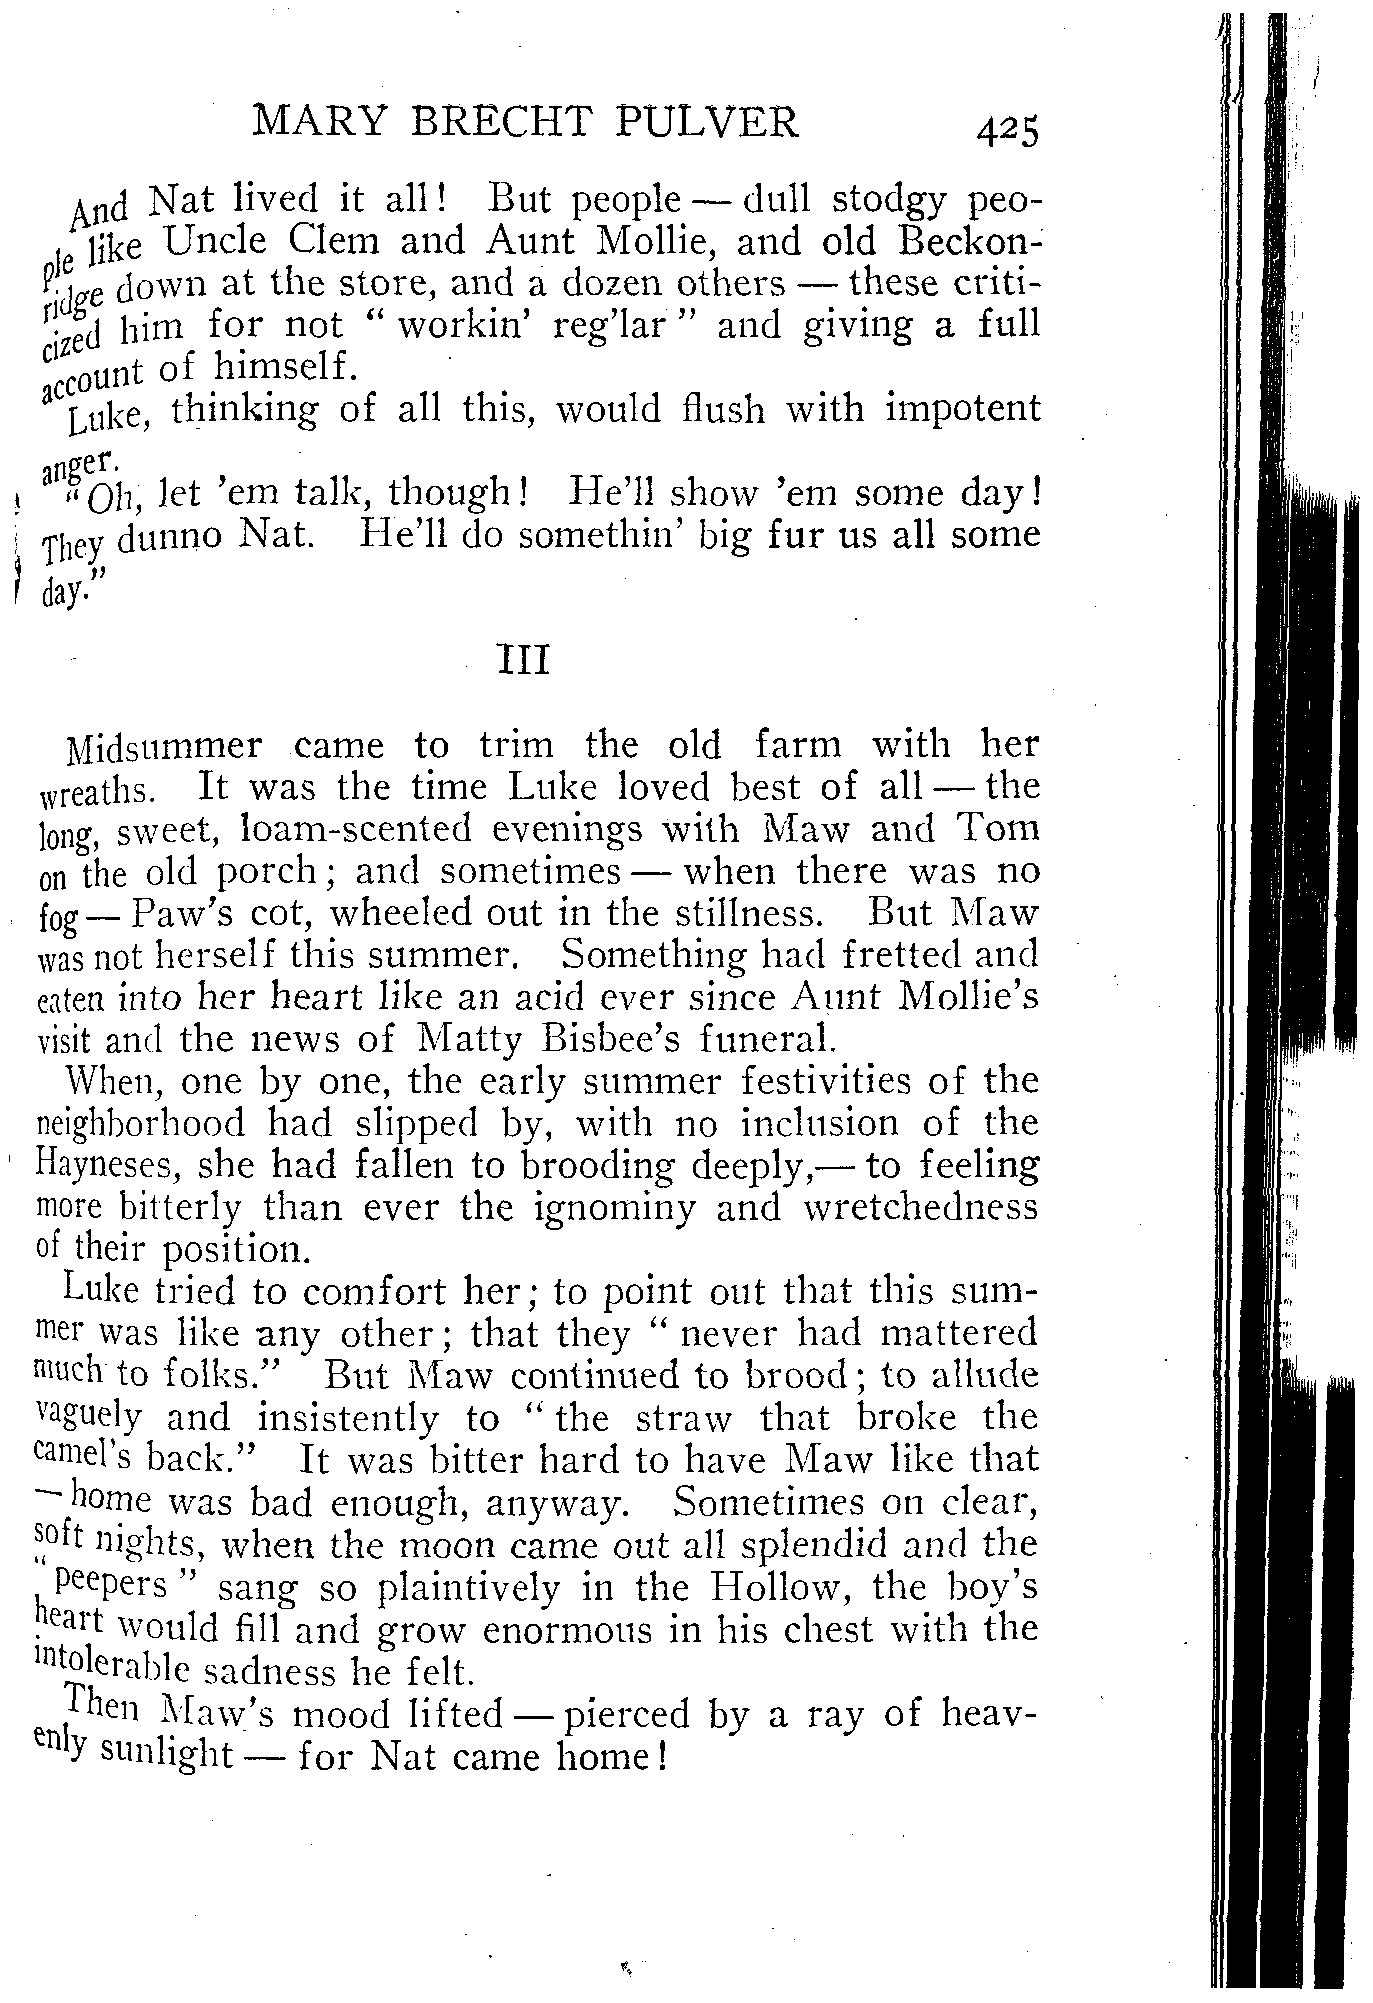 MARY BRECHT PULVER 425
And Nat lived it all! But people — dull stodgy peo-
ple like Uncle Clem and Aunt Mollie, and old Beckon-
ridge down at the store, and a dozen others — these criti-
cized him for not “ workin’ reg’lar ” and giving a full
account of himself.
Luke, thinking of all this, would flush with impotent
anger.
“Oh, let ’em talk, though! He’ll show ’em some day!
They dunno Nat. He’ll do somethin’ big fur us all some
day.”
III
Midsummer came to trim the old farm with her
wreaths. It was the time Luke loved best of all — the
long, sweet, loam-scented evenings with Maw and Tom
on the old porch; and sometimes — when there was no
fog — Paw’s cot, wheeled out in the stillness. But Maw
was not herself this summer. Something had fretted and
eaten into her heart like an acid ever since Aunt Mollie’s
visit and the news of Matty Bisbee’s funeral.
When, one by one, the early summer festivities of the
neighborhood had slipped by, with no inclusion of the
Hayneses, she had fallen to brooding deeply,— to feeling
more bitterly than ever the ignominy and wretchedness
of their position.
Luke tried to comfort her; to point out that this sum-
mer was like any other; that they “ never had mattered
much to folks.” But Maw continued to brood; to allude
vaguely and insistently to “ the straw that broke the
camel’s back.” It was bitter hard to have Maw like that
— home was bad enough, anyway. Sometimes on clear,
soft nights, when the moon came out all splendid and the
“ peepers ” sang so plaintively in the Hollow, the boy’s
heart would fill and grow enormous in his chest with the
intolerable sadness he felt.
Then Maw’s mood lifted — pierced by a ray of heav-
enly sunlight — for Nat came home!